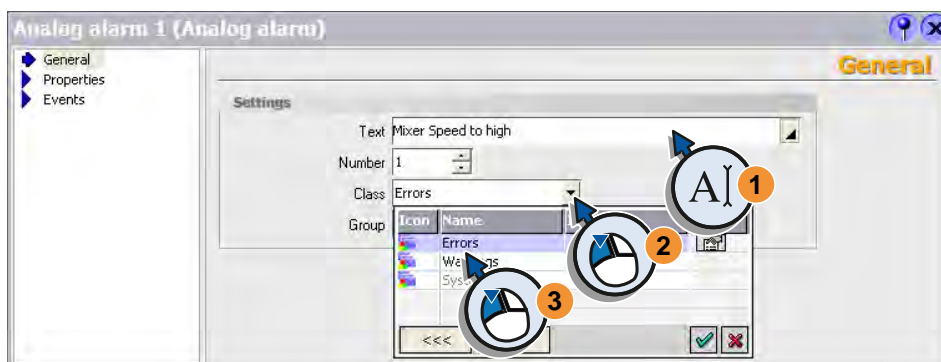 Analog alarm 1 (Analog alarm)
General
Properties
Events
General
Settings
Text Mixer Speed to high
Number 1
Class Errors
Group
Icon Name
Errors
<<<
A
1
2
3